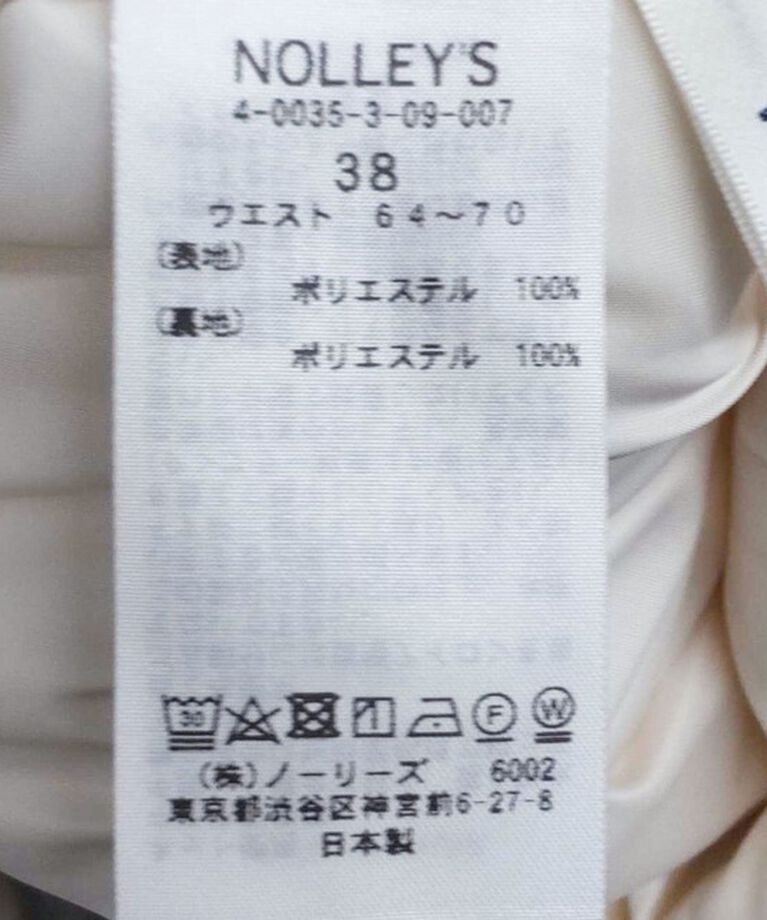 NOLLEY'S
4-0035-3-09-007
38
ウエスト 64~70
(表地)
ポリエステル 100%
(裏地)
ポリエステル 100%
30 F W
(株)ノーリーズ 6002
東京都渋谷区神宮前6-27-8
日本製